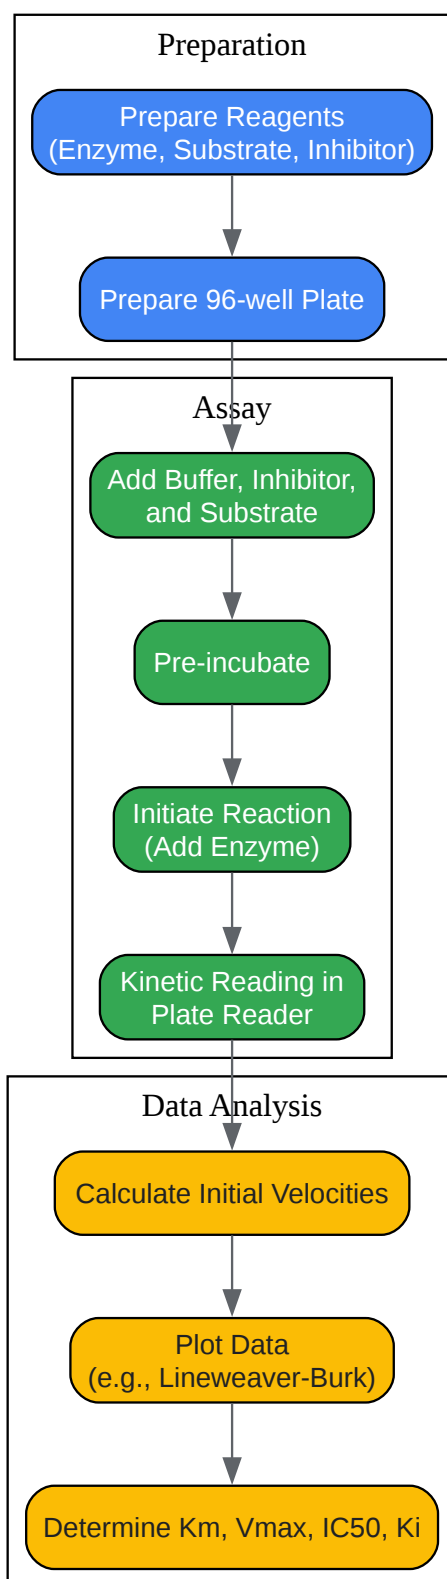 Preparation
Prepare Reagents
(Enzyme, Substrate, Inhibitor)
Prepare 96-well Plate
Assay
Add Buffer, Inhibitor,
and Substrate
Pre-incubate
Initiate Reaction
(Add Enzyme)
Kinetic Reading in
Plate Reader
Data Analysis
Calculate Initial Velocities
Plot Data
(e.g., Lineweaver-Burk)
Determine Km, Vmax, IC50, Ki